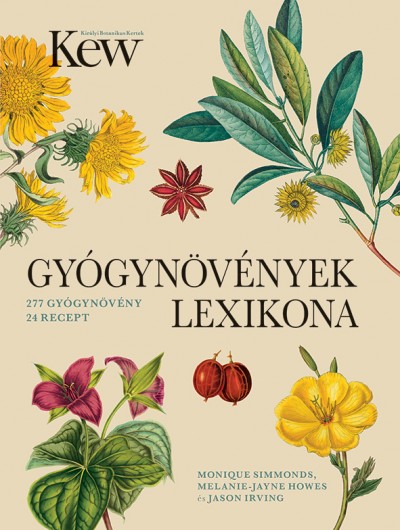 Királyi Botanikus Kertek
Kew
GYÓGYNÖVÉNYEK
277 GYÓGYNÖVÉNY
24 RECEPT
LEXIKONA
MONIQUE SIMMONDS,
MELANIE-JAYNE HOWES
és JASON IRVING